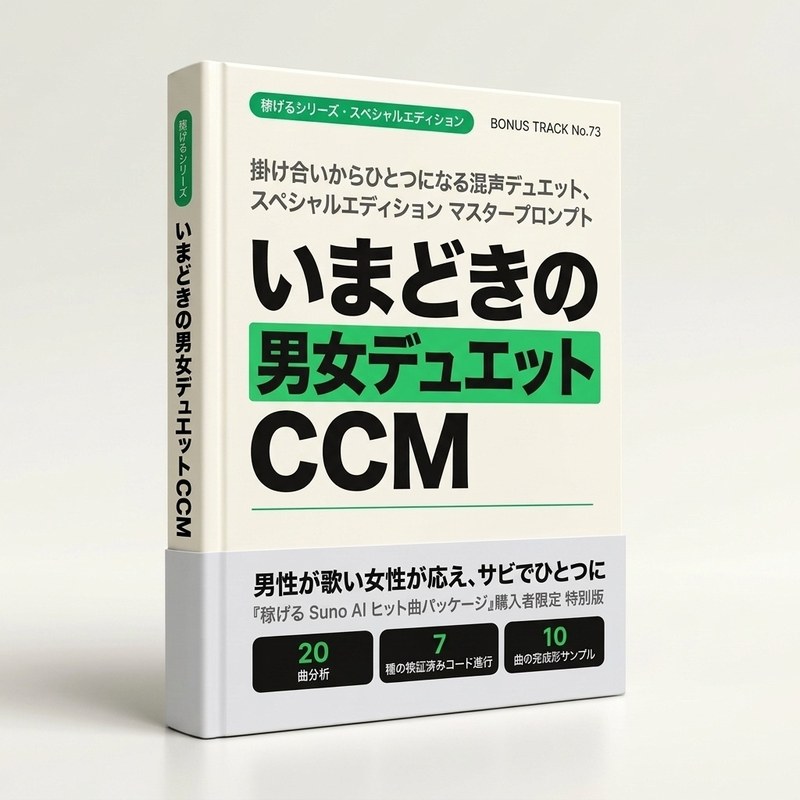 稼げるシリーズ
いまどきの男女デュエットCCM
稼げるシリーズ・スペシャルエディション
BONUS TRACK No.73
掛け合いからひとつになる混声デュエット、
スペシャルエディション マスタープロンプト
いまどきの
男女デュエット
CCM
男性が歌い女性が応え、サビでひとつに
『稼げる Suno AI ヒット曲パッケージ』購入者限定 特別版
20
曲分析
7
種の検証済みコード進行
10
曲の完成形サンプル